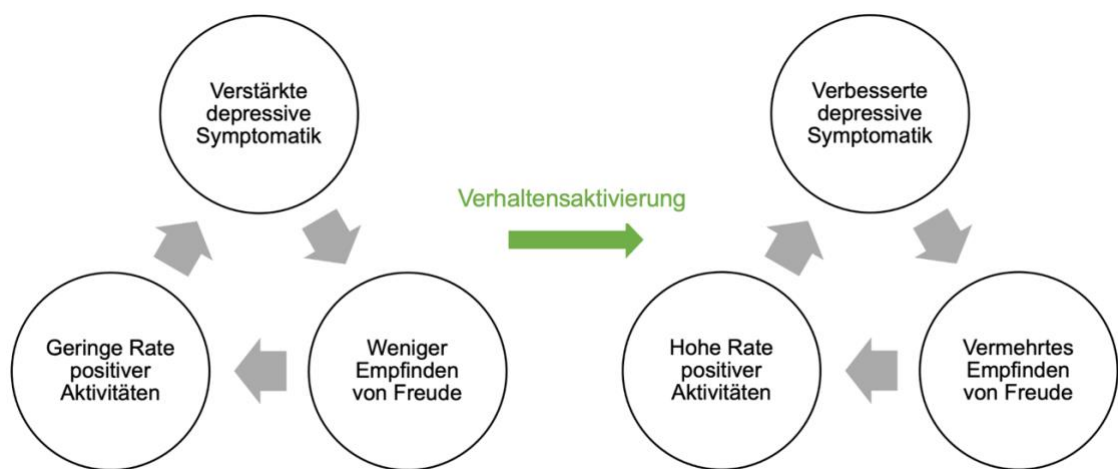 Verstärkte
depressive
Symptomatik
Geringe Rate
positiver
Aktivitäten
Weniger
Empfinden
von Freude
Verhaltensaktivierung
Verbesserte
depressive
Symptomatik
Hohe Rate
positiver
Aktivitäten
Vermehrtes
Empfinden
von Freude